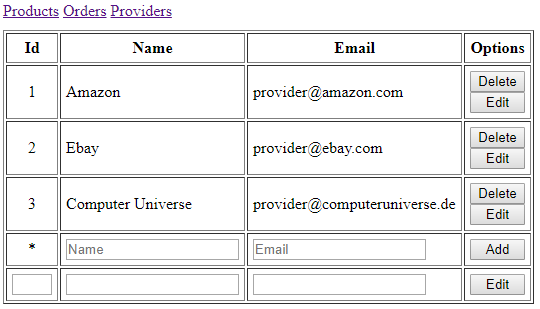 Products Orders Providers
Id Name Email Options
1 Amazon provider@amazon.com Delete
Edit
2 Ebay provider@ebay.com Delete
Edit
3 Computer Universe provider@computeruniverse.de Delete
Edit
* Name Email Add
Edit